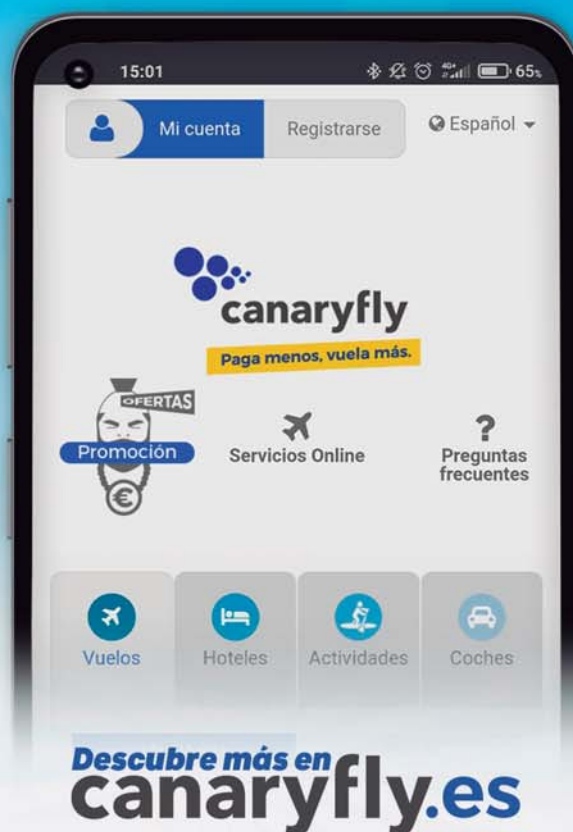 15:01
4G+
65%
Mi cuenta
Registrarse
Español
canaryfly
Paga menos, vuela más.
OFERTAS
Promoción
€
Servicios Online
?
Preguntas
frecuentes
Vuelos
Hoteles
Actividades
Coches
Descubre más en
canaryfly.es